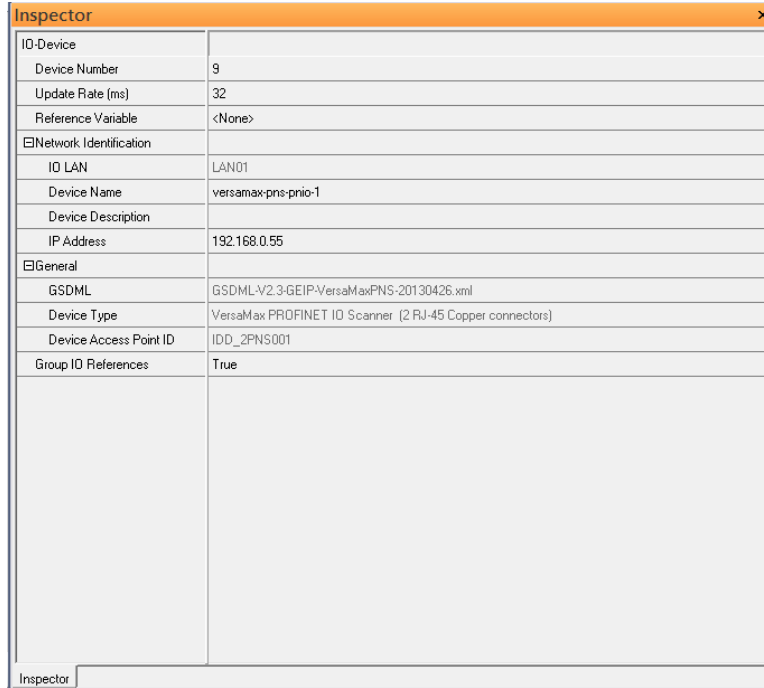 Inspector ×
IO-Device
Device Number 9
Update Rate (ms) 32
Reference Variable <None>
Network Identification
IO LAN LAN01
Device Name versamax-pns-pnio-1
Device Description
IP Address 192.168.0.55
General
GSDML GSDML-V2.3-GEIP-VersaMaxPNS-20130426.xml
Device Type VersaMax PROFINET IO Scanner (2 RJ-45 Copper connectors)
Device Access Point ID IDD_2PNS001
Group IO References True
Inspector